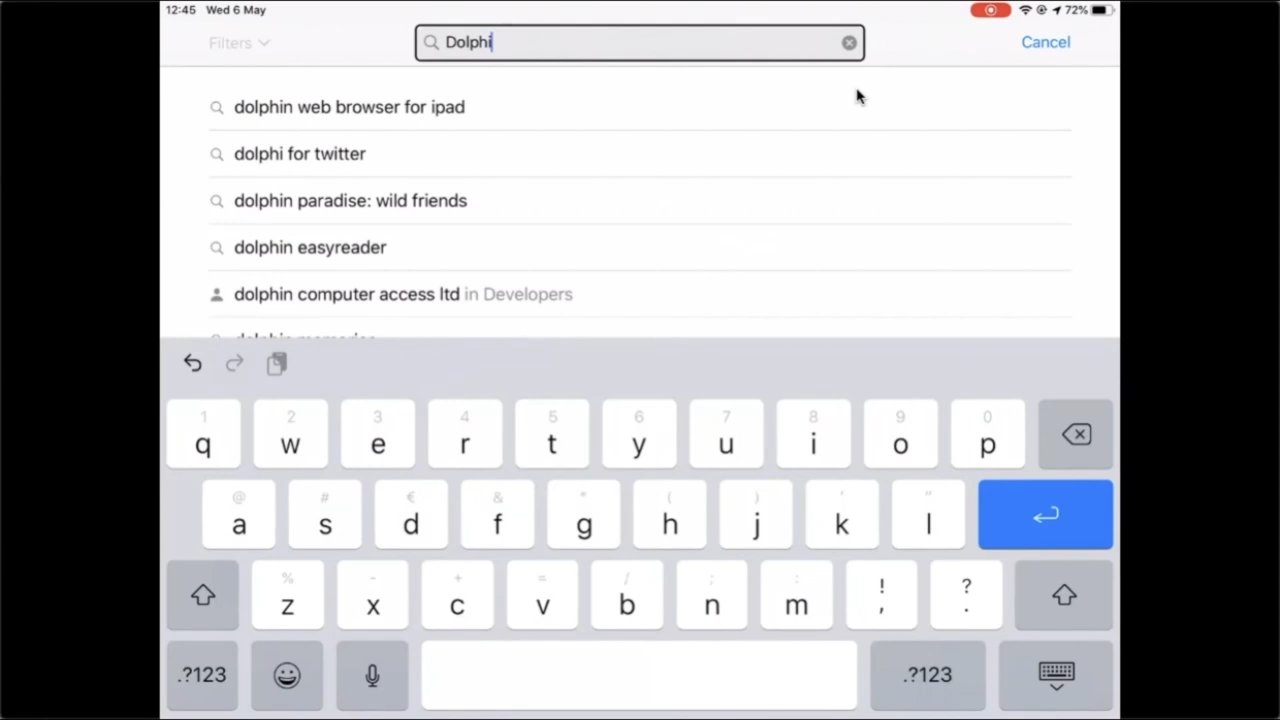 12:45 Wed 6 May 72%
Filters Dolphi Cancel
dolphin web browser for ipad
dolphi for twitter
dolphin paradise: wild friends
dolphin easyreader
dolphin computer access ltd in Developers
1 2 3 4 5 6 7 8 9 0
q w e r t y u i o p
@ # € & * ( ) ' "
a s d f g h j k l
% - + = / ; : ! ?
z x c v b n m , .
.?123 .?123